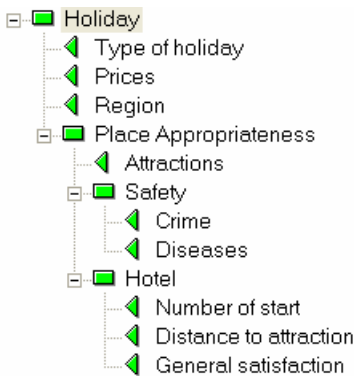 Holiday
Type of holiday
Prices
Region
Place Appropriateness
Attractions
Safety
Crime
Diseases
Hotel
Number of start
Distance to attraction
General satisfaction